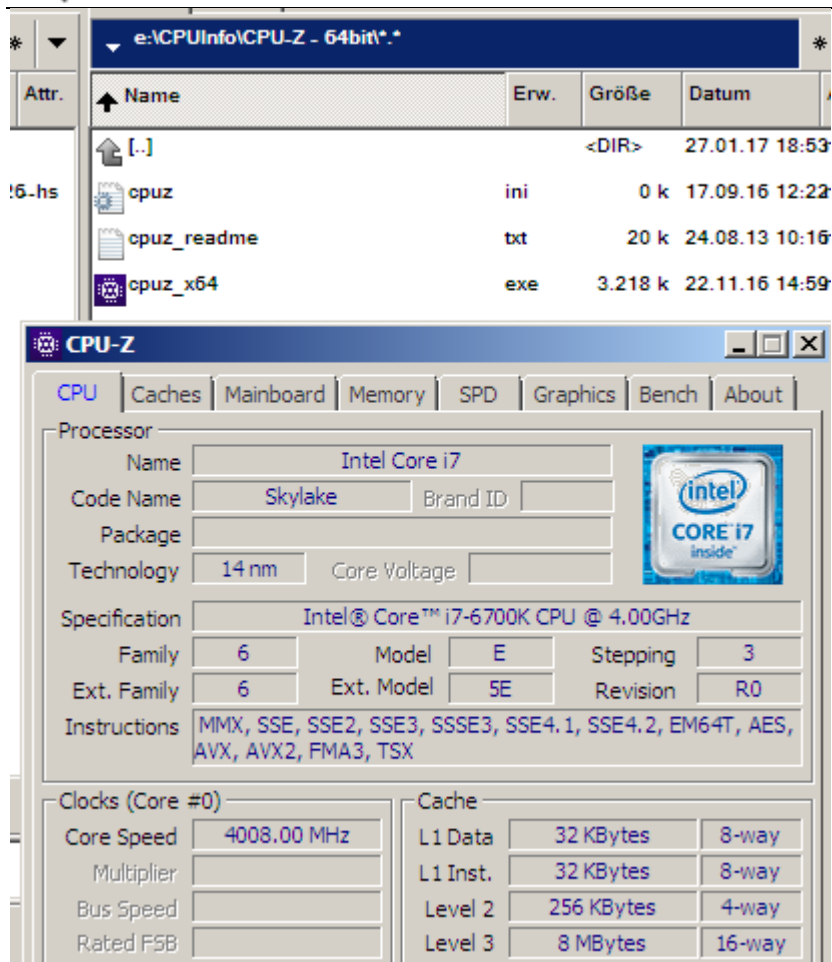 * e:\CPUInfo\CPU-Z - 64bit\*.* *
Attr. Name Erw. Größe Datum
[..] <DIR> 27.01.17 18:53
-hs cpuz ini 0 k 17.09.16 12:22
cpuz_readme txt 20 k 24.08.13 10:16
cpuz_x64 exe 3.218 k 22.11.16 14:59
CPU-Z
CPU Caches Mainboard Memory SPD Graphics Bench About
Processor
Name Intel Core i7
Code Name Skylake Brand ID
Package
Technology 14 nm Core Voltage
intel
CORE i7
inside™
Specification Intel® Core™ i7-6700K CPU @ 4.00GHz
Family 6 Model E Stepping 3
Ext. Family 6 Ext. Model 5E Revision R0
Instructions MMX, SSE, SSE2, SSE3, SSSE3, SSE4.1, SSE4.2, EM64T, AES,
AVX, AVX2, FMA3, TSX
Clocks (Core #0)
Core Speed 4008.00 MHz
Multiplier
Bus Speed
Rated FSB
Cache
L1 Data 32 KBytes 8-way
L1 Inst. 32 KBytes 8-way
Level 2 256 KBytes 4-way
Level 3 8 MBytes 16-way